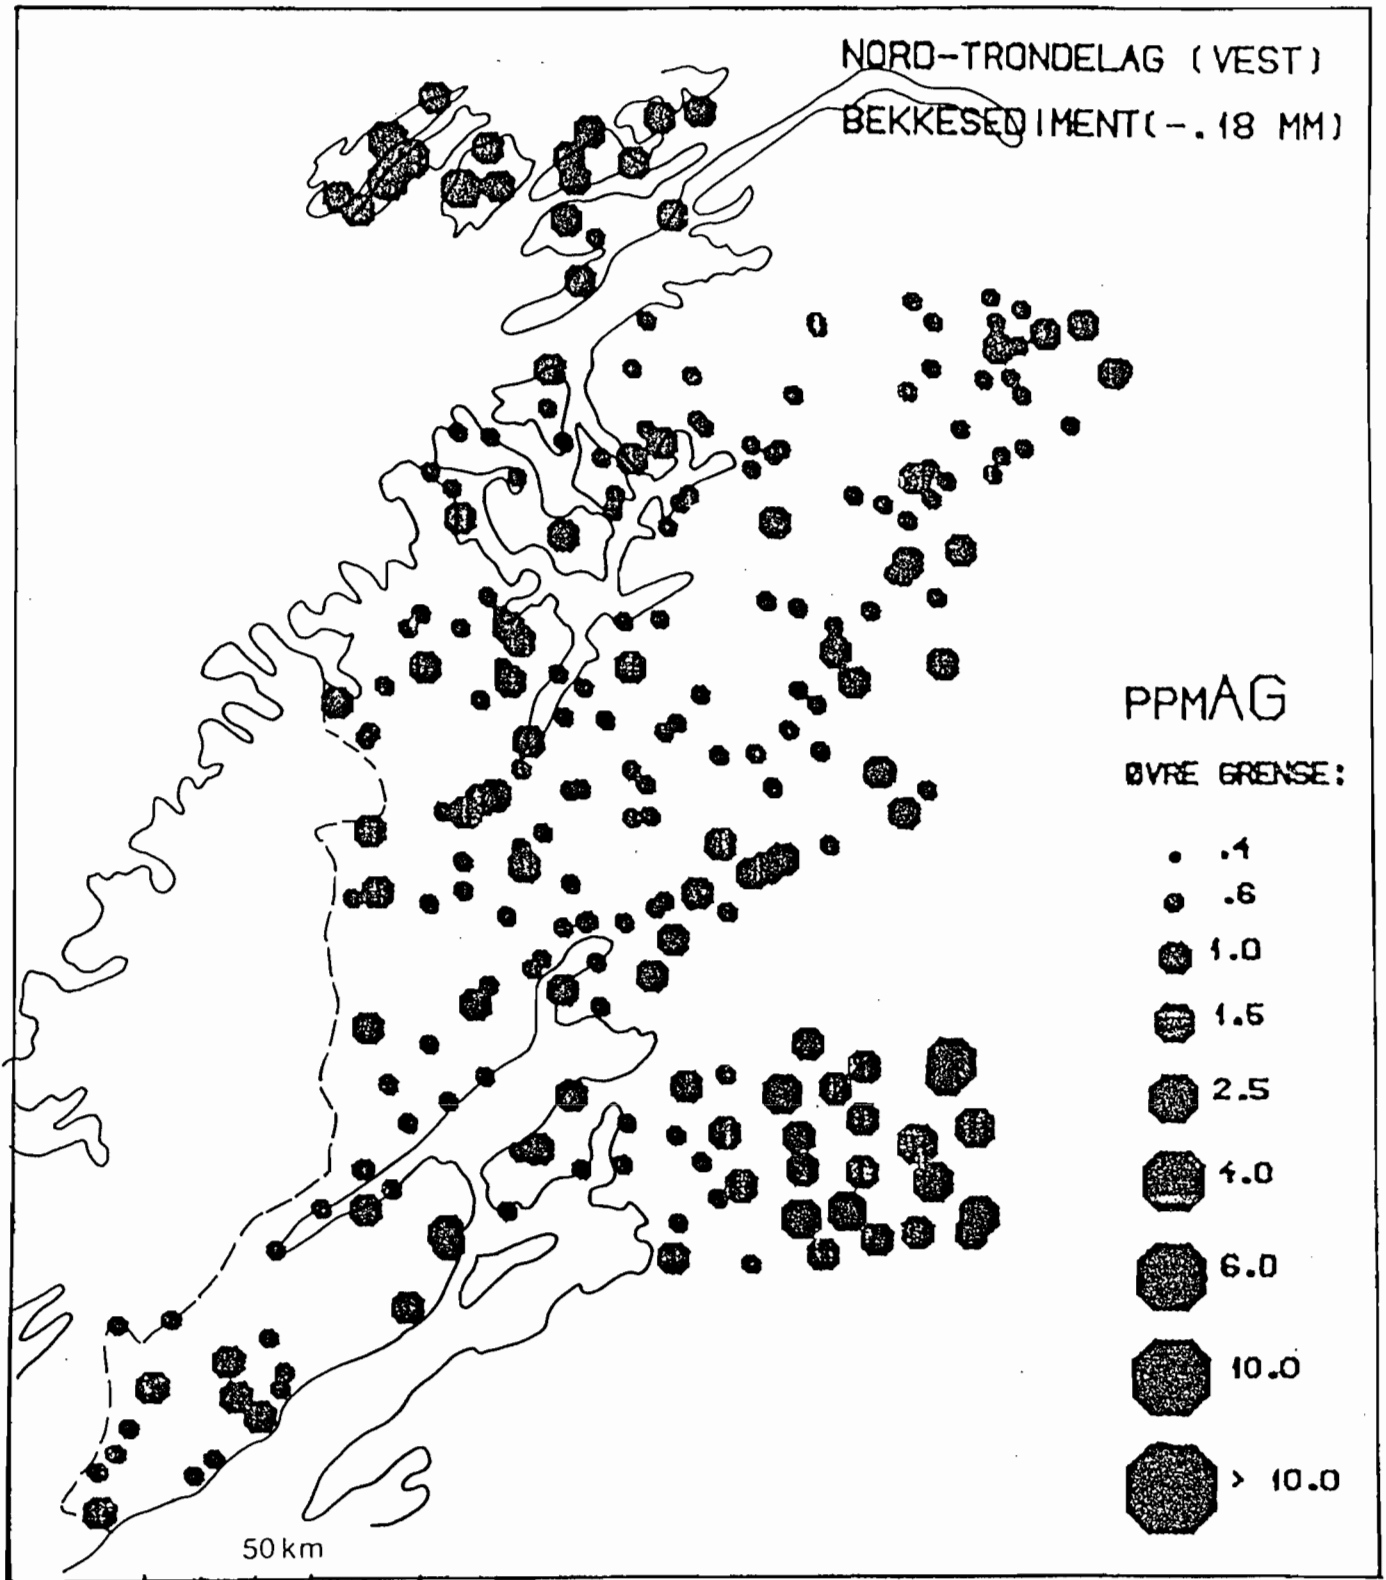 NORD-TRONDELAG (VEST)
BEKKESEDIMENT(-.18 MM)
PPMAG
ØVRE GRENSE:
.4
.6
1.0
1.5
2.5
4.0
6.0
10.0
> 10.0
50 km